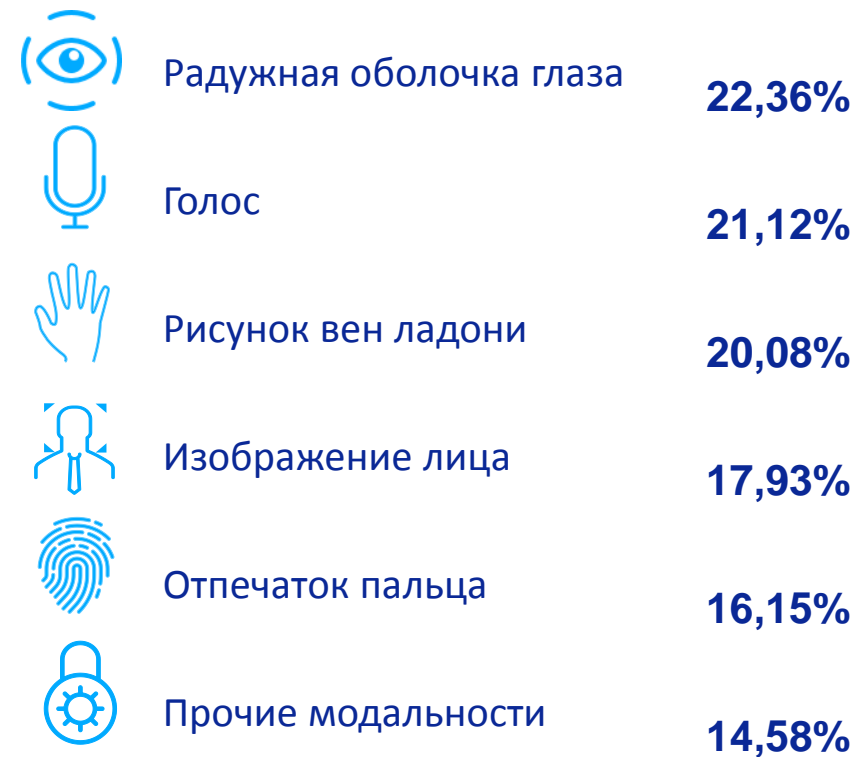 Радужная оболочка глаза 22,36%
Голос 21,12%
Рисунок вен ладони 20,08%
Изображение лица 17,93%
Отпечаток пальца 16,15%
Прочие модальности 14,58%